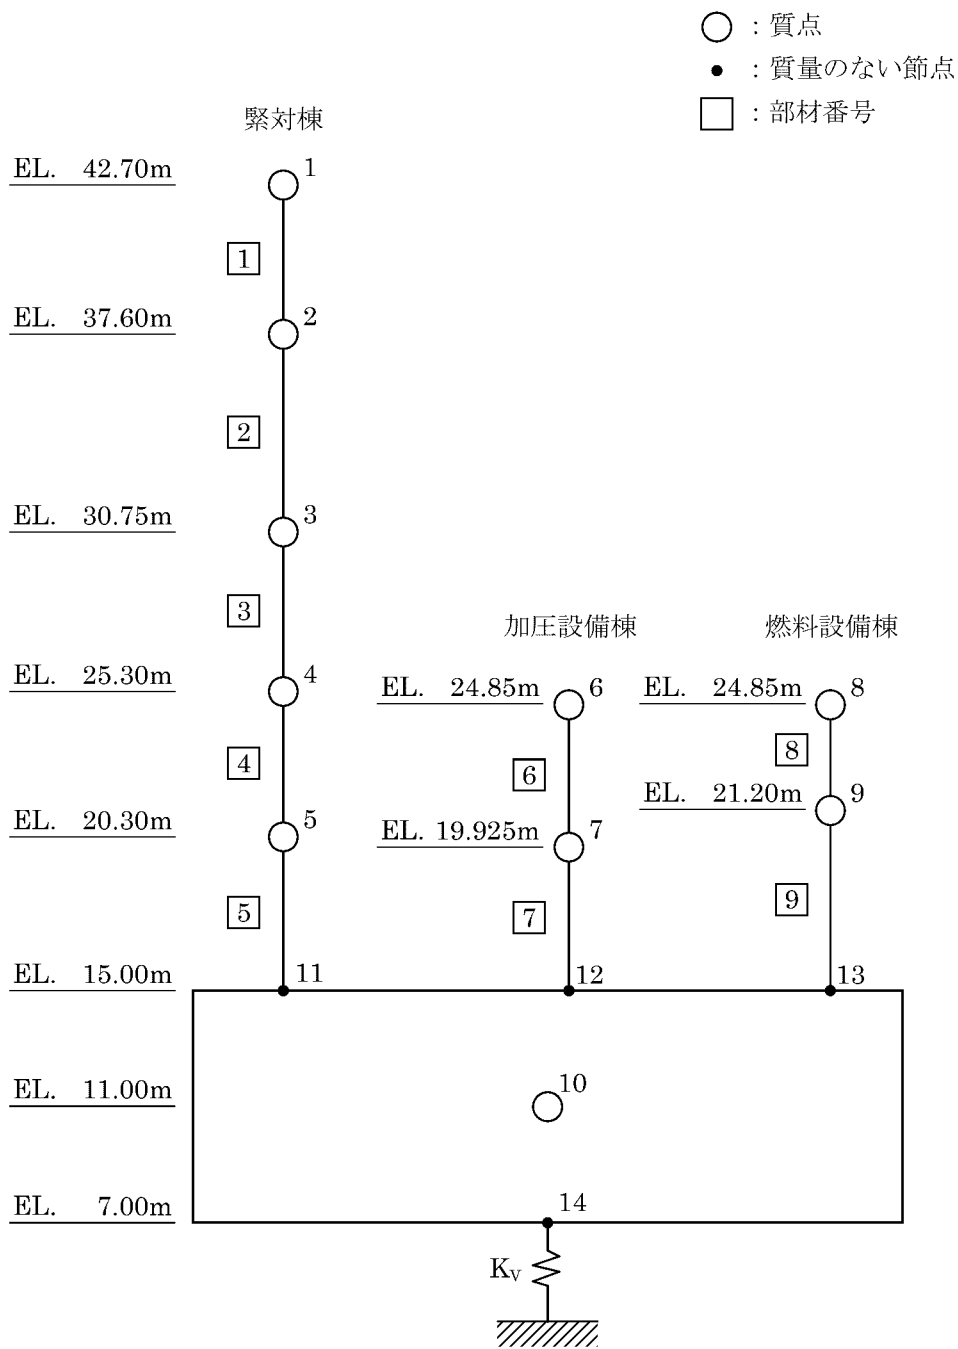 ：質点
：質量のない節点
：部材番号
緊対棟
EL. 42.70m
1
1
EL. 37.60m
2
2
EL. 30.75m
3
3
加圧設備棟
燃料設備棟
EL. 25.30m
4
EL. 24.85m
6
EL. 24.85m
8
4
6
8
EL. 21.20m
9
EL. 20.30m
5
EL. 19.925m
7
5
7
9
EL. 15.00m
11
12
13
EL. 11.00m
10
EL. 7.00m
14
KV